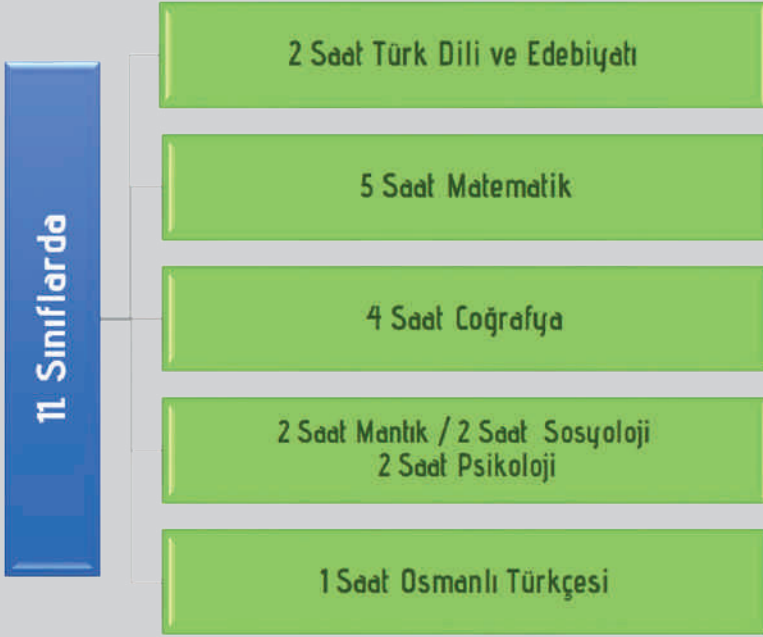 11. Sınıflarda
2 Saat Türk Dili ve Edebiyatı
5 Saat Matematik
4 Saat Coğrafya
2 Saat Mantık / 2 Saat Sosyoloji
2 Saat Psikoloji
1 Saat Osmanlı Türkçesi